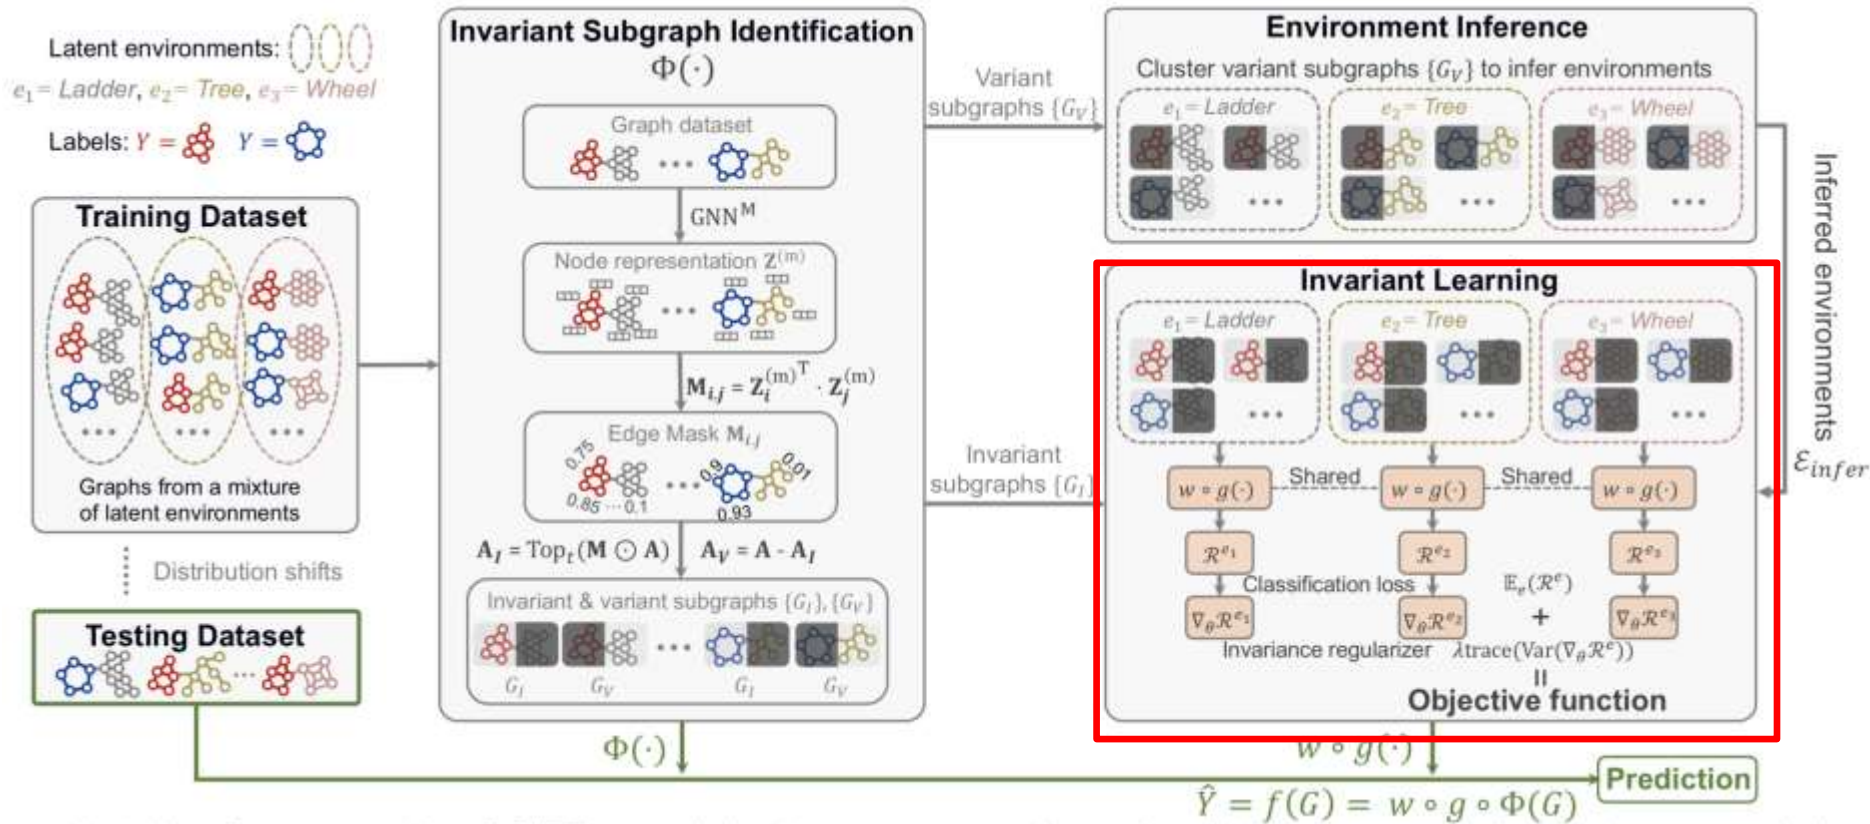 Latent environments:
e₁ = Ladder, e₂ = Tree, e₃ = Wheel
Labels: Y = Y =
Training Dataset
...
...
...
Graphs from a mixture
of latent environments
Distribution shifts
Testing Dataset
...
Invariant Subgraph Identification
Φ(·)
Graph dataset
...
GNNᴹ
Node representation Z⁽ᵐ⁾
...
M_{i,j} = Z_i^{(m)T} · Z_j^{(m)}
Edge Mask M_{i,j}
0.75
0.85 ... 0.1
...
0.9
0.01
0.93
A_I = Top_t(M ⊙ A) A_V = A - A_I
Invariant & variant subgraphs {G_I}, {G_V}
...
G_I G_V G_I G_V
Φ(·)
Variant
subgraphs {G_V}
Invariant
subgraphs {G_I}
Environment Inference
Cluster variant subgraphs {G_V} to infer environments
e₁ = Ladder e₂ = Tree e₃ = Wheel
... ... ...
Inferred environments
ℰ_{infer}
Invariant Learning
e₁ = Ladder e₂ = Tree e₃ = Wheel
... ... ...
w ∘ g(·) Shared w ∘ g(·) Shared w ∘ g(·)
ℛ^{e₁} ℛ^{e₂} ℛ^{e₃}
Classification loss 𝔼_e(ℛ^e)
∇_θℛ^{e₁} ∇_θℛ^{e₂} + ∇_θℛ^{e₃}
Invariance regularizer λtrace(Var(∇_θℛ^e))
=
Objective function
w ∘ g(·)
Prediction
Ŷ = f(G) = w ∘ g ∘ Φ(G)